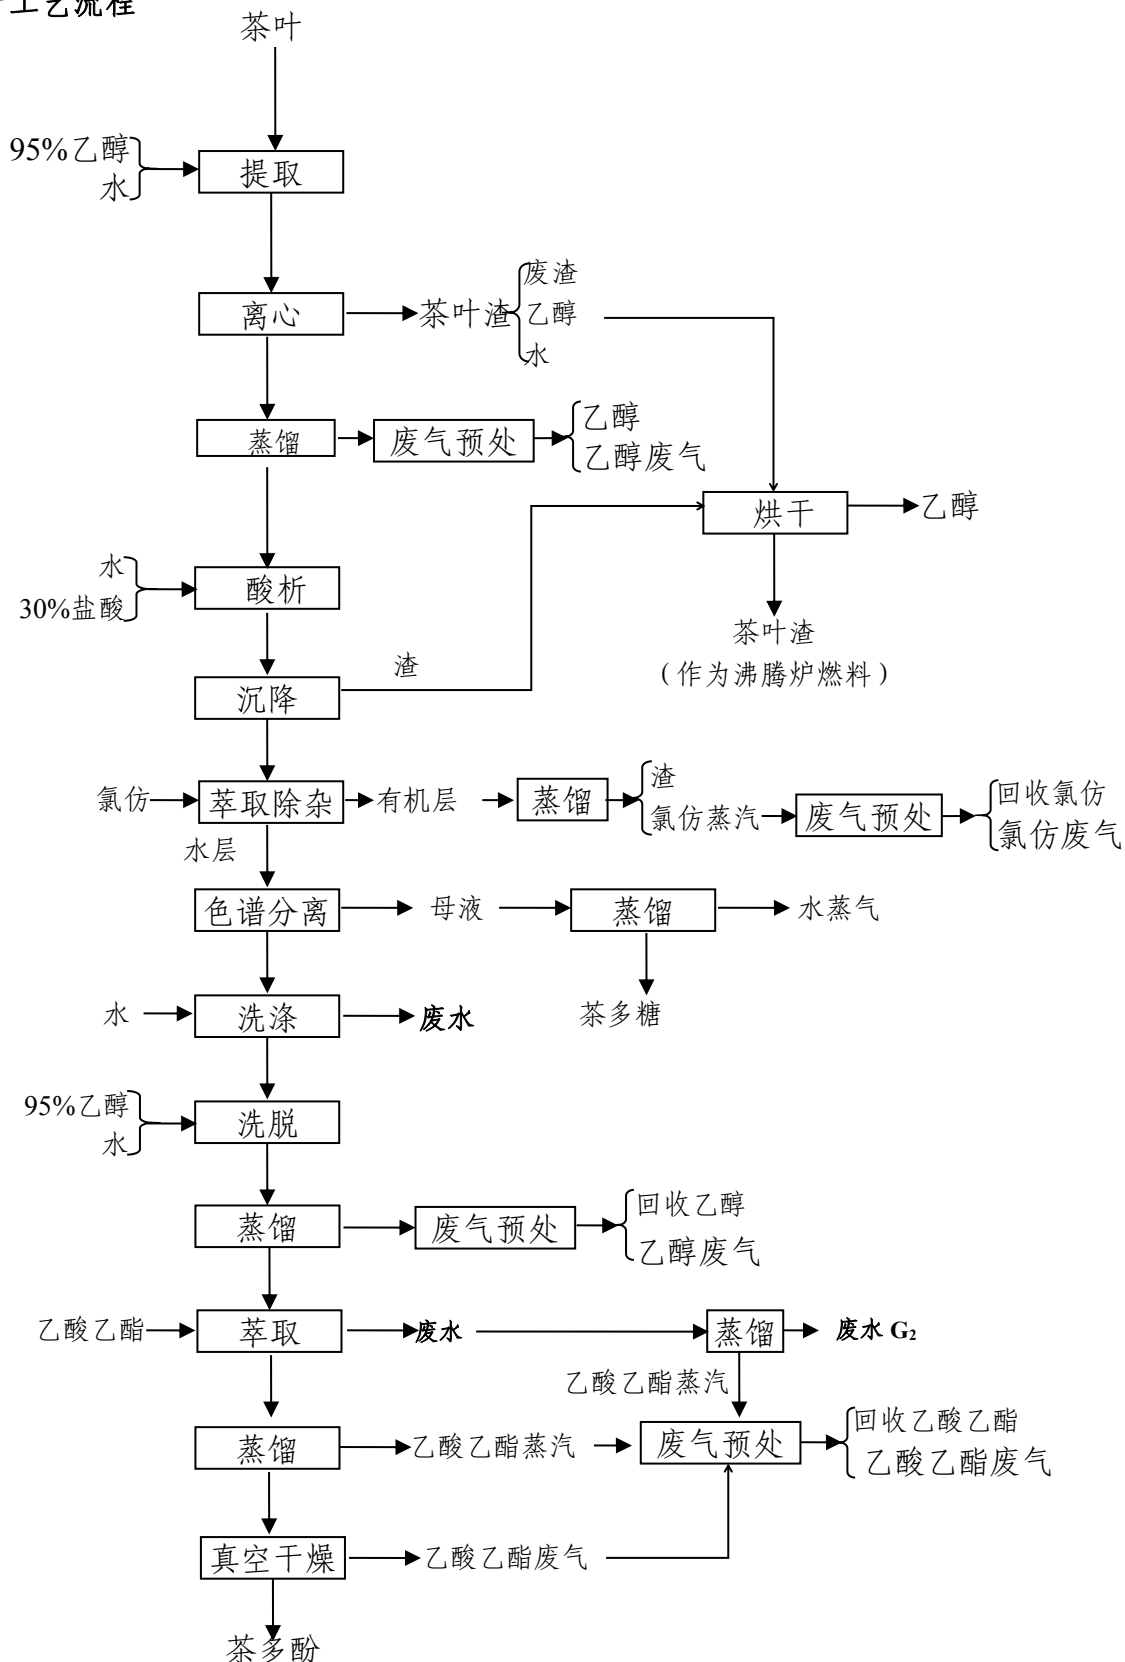 工艺流程
茶叶
95%乙醇
水
提取
离心
茶叶渣
废渣
乙醇
水
蒸馏
废气预处
乙醇
乙醇废气
烘干
乙醇
水
30%盐酸
酸析
茶叶渣
(作为沸腾炉燃料)
沉降
渣
氯仿
萃取除杂
有机层
蒸馏
渣
氯仿蒸汽
废气预处
回收氯仿
氯仿废气
水层
色谱分离
母液
蒸馏
水蒸气
茶多糖
水
洗涤
废水
95%乙醇
水
洗脱
蒸馏
废气预处
回收乙醇
乙醇废气
乙酸乙酯
萃取
废水
蒸馏
废水 G₂
乙酸乙酯蒸汽
蒸馏
乙酸乙酯蒸汽
废气预处
回收乙酸乙酯
乙酸乙酯废气
真空干燥
乙酸乙酯废气
茶多酚